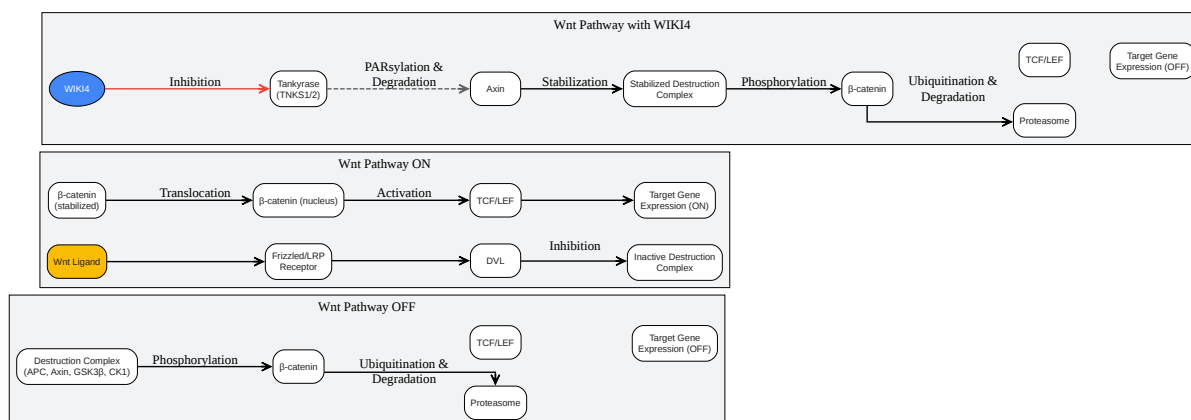 Wnt Pathway with WIKI4
WIKI4
Inhibition
Tankyrase
(TNKS1/2)
PARsylation &
Degradation
Axin
Stabilization
Stabilized Destruction
Complex
Phosphorylation
β-catenin
Ubiquitination &
Degradation
TCF/LEF
Proteasome
Target Gene
Expression (OFF)
Wnt Pathway ON
β-catenin
(stabilized)
Translocation
β-catenin (nucleus)
Activation
TCF/LEF
Target Gene
Expression (ON)
Wnt Ligand
Frizzled/LRP
Receptor
DVL
Inhibition
Inactive Destruction
Complex
Wnt Pathway OFF
Destruction Complex
(APC, Axin, GSK3β, CK1)
Phosphorylation
β-catenin
Ubiquitination &
Degradation
TCF/LEF
Proteasome
Target Gene
Expression (OFF)